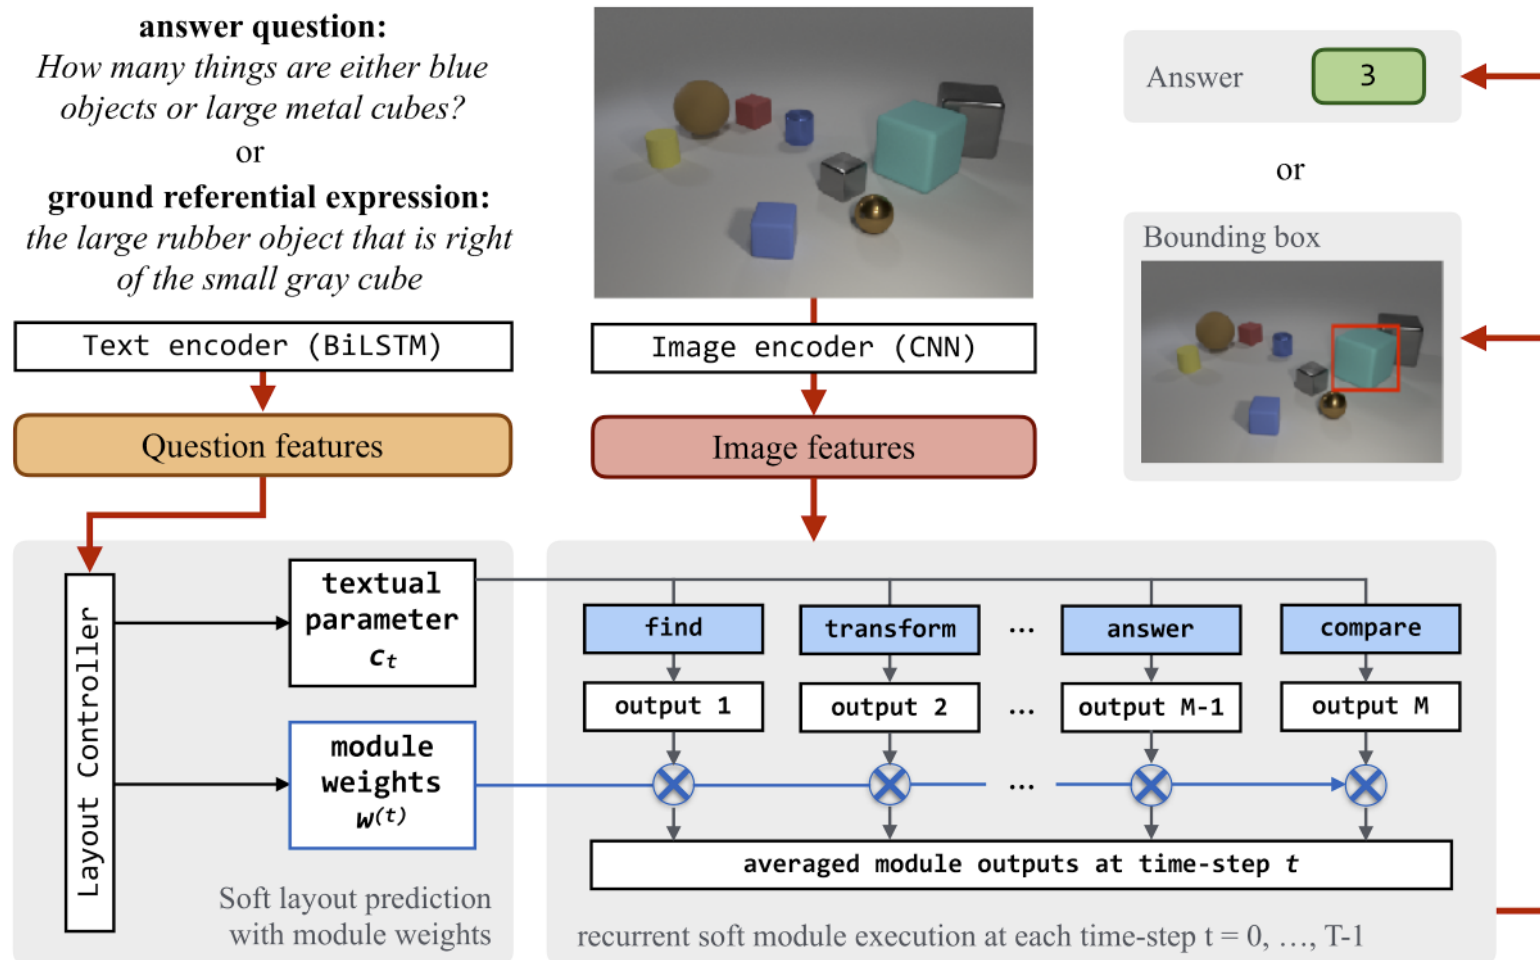 answer question:
How many things are either blue
objects or large metal cubes?
or
ground referential expression:
the large rubber object that is right
of the small gray cube
Text encoder (BiLSTM)
Question features
Image encoder (CNN)
Image features
Answer
3
or
Bounding box
Layout Controller
textual
parameter
c_t
module
weights
w^(t)
Soft layout prediction
with module weights
find
transform
...
answer
compare
output 1
output 2
...
output M-1
output M
...
averaged module outputs at time-step t
recurrent soft module execution at each time-step t = 0, ..., T-1